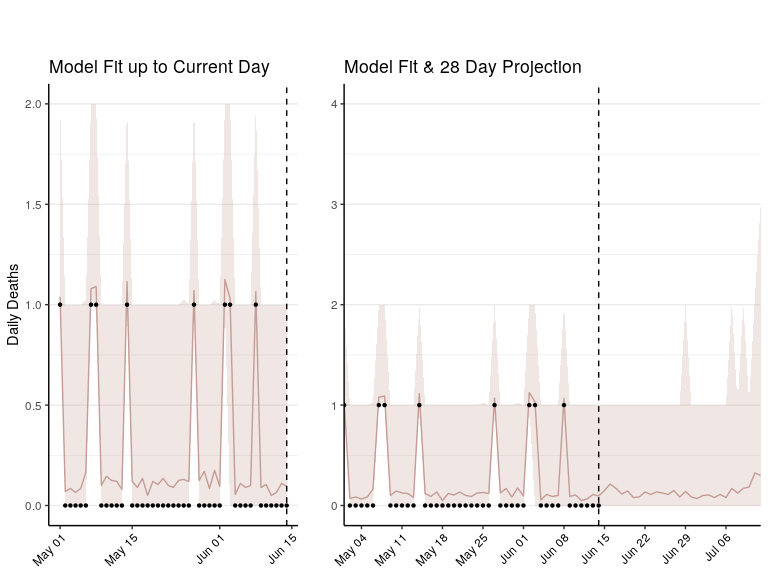 Model Fit up to Current Day
Model Fit & 28 Day Projection
Daily Deaths
2.0
1.5
1.0
0.5
0.0
May 01
May 15
Jun 01
Jun 15
4
3
2
1
0
May 04
May 11
May 18
May 25
Jun 01
Jun 08
Jun 15
Jun 22
Jun 29
Jul 06